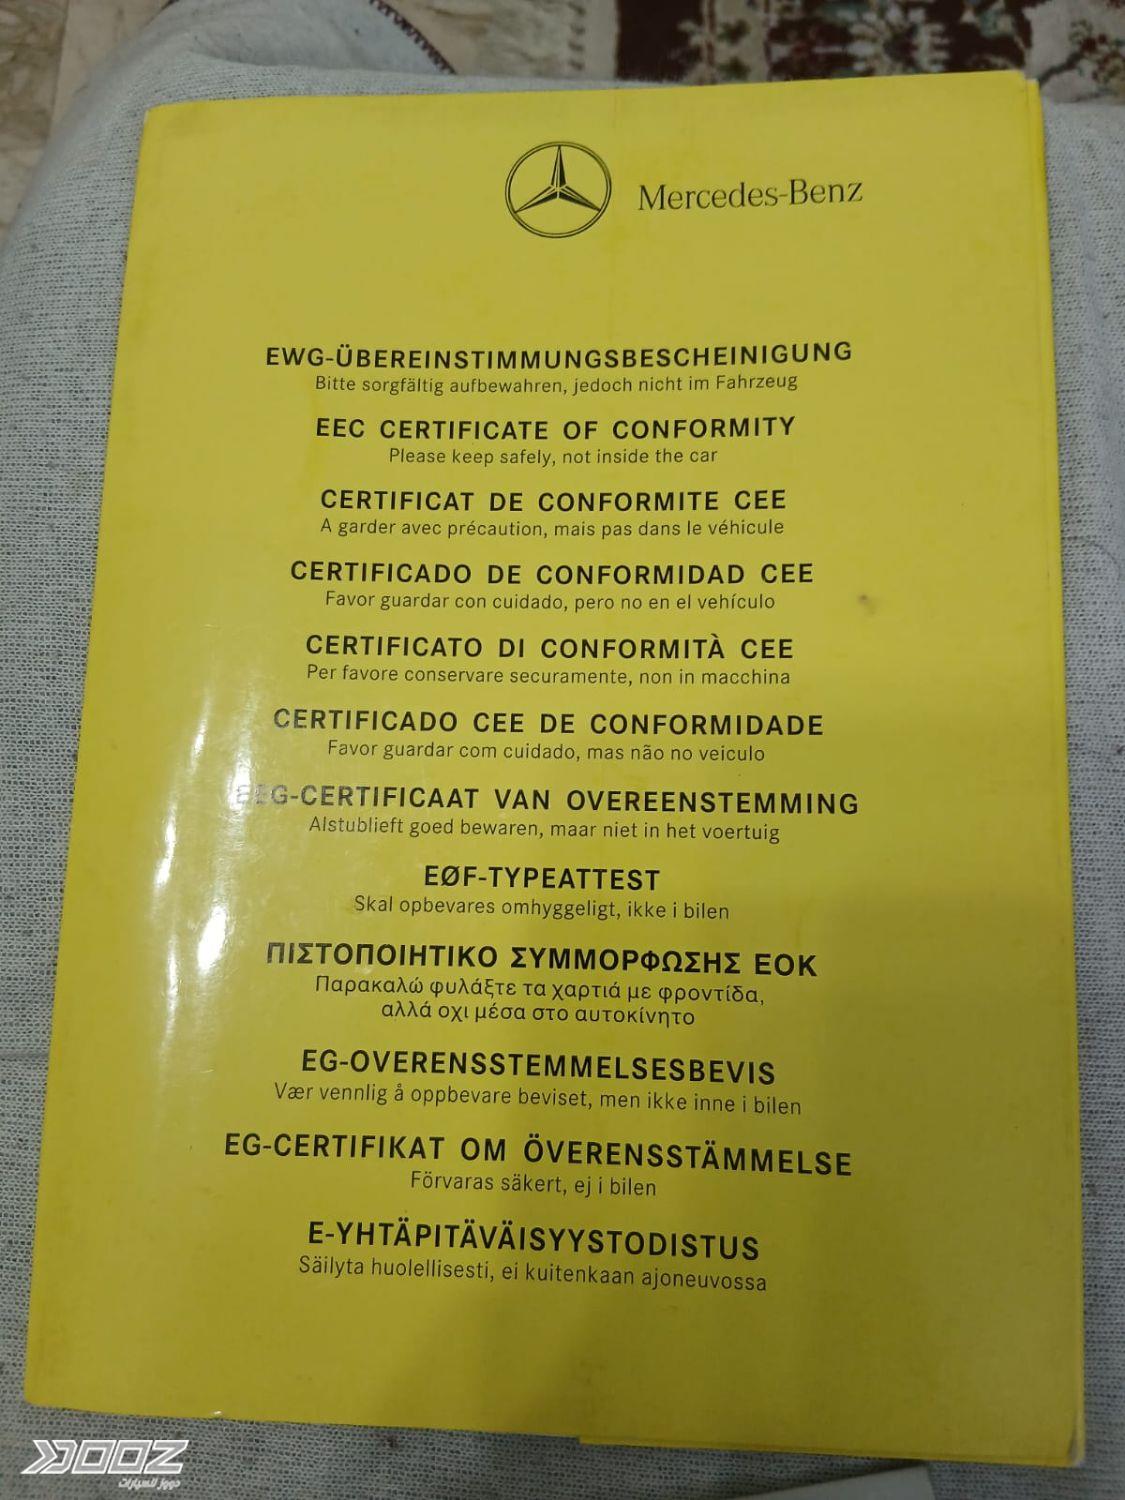 Mercedes-Benz
EWG-ÜBEREINSTIMMUNGSBESCHEINIGUNG
Bitte sorgfältig aufbewahren, jedoch nicht im Fahrzeug
EEC CERTIFICATE OF CONFORMITY
Please keep safely, not inside the car
CERTIFICAT DE CONFORMITE CEE
A garder avec précaution, mais pas dans le véhicule
CERTIFICADO DE CONFORMIDAD CEE
Favor guardar con cuidado, pero no en el vehículo
CERTIFICATO DI CONFORMITÀ CEE
Per favore conservare securamente, non in macchina
CERTIFICADO CEE DE CONFORMIDADE
Favor guardar com cuidado, mas não no veiculo
EEG-CERTIFICAAT VAN OVEREENSTEMMING
Alstublieft goed bewaren, maar niet in het voertuig
EØF-TYPEATTEST
Skal opbevares omhyggeligt, ikke i bilen
ΠΙΣΤΟΠΟΙΗΤΙΚΟ ΣΥΜΜΟΡΦΩΣΗΣ ΕΟΚ
Παρακαλώ φυλάξτε τα χαρτιά με φροντίδα,
αλλά οχι μέσα στο αυτοκίνητο
EG-OVERENSSTEMMELSESBEVIS
Vær vennlig å oppbevare beviset, men ikke inne i bilen
EG-CERTIFIKAT OM ÖVERENSSTÄMMELSE
Förvaras säkert, ej i bilen
E-YHTÄPITÄVÄISYYSTODISTUS
Säilyta huolellisesti, ei kuitenkaan ajoneuvossa
DOOZ
دووز للسيارات